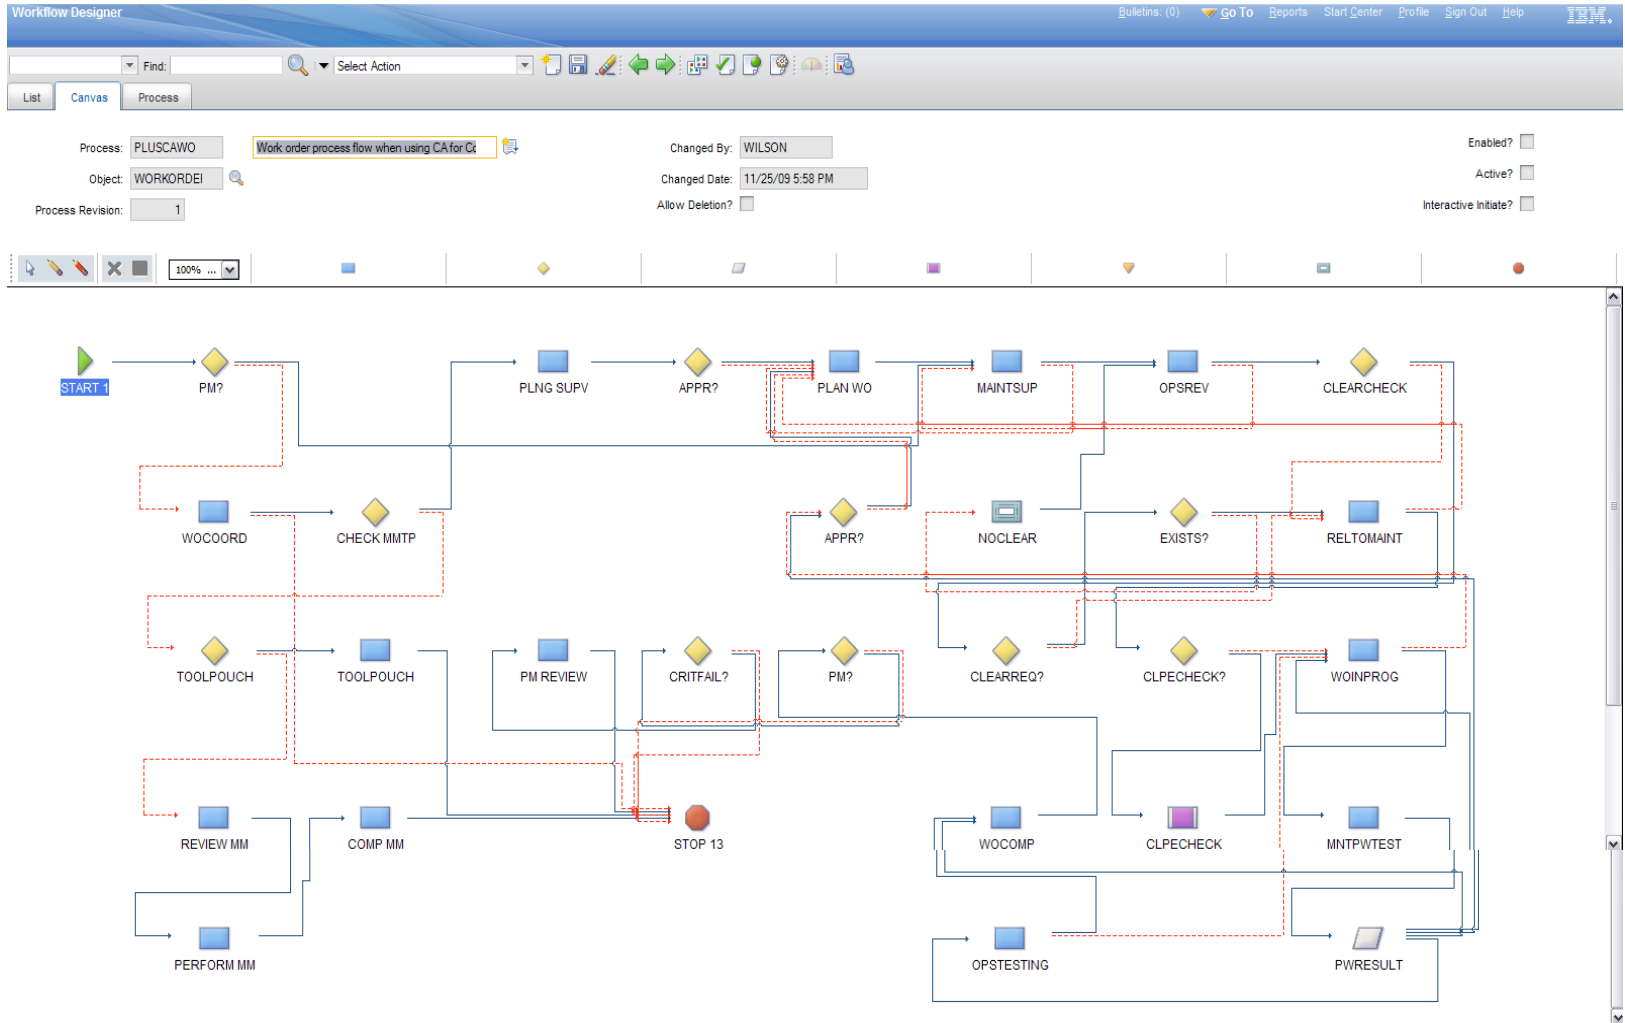 Workflow Designer
Bulletins: (0) Go To Reports Start Center Profile Sign Out Help IBM.
Find: Select Action
List Canvas Process
Process: PLUSCAWO Work order process flow when using CA for Cc Changed By: WILSON Enabled?
Object: WORKORDEI Changed Date: 11/25/09 5:58 PM Active?
Process Revision: 1 Allow Deletion? Interactive Initiate?
100% ...
START 1 PM? PLNG SUPV APPR? PLAN WO MAINTSUP OPSREV CLEARCHECK
WOCOORD CHECK MMTP APPR? NOCLEAR EXISTS? RELTOMAINT
TOOLPOUCH TOOLPOUCH PM REVIEW CRITFAIL? PM? CLEARREQ? CLPECHECK? WOINPROG
REVIEW MM COMP MM STOP 13 WOCOMP CLPECHECK MNTPWTEST
PERFORM MM OPSTESTING PWRESULT